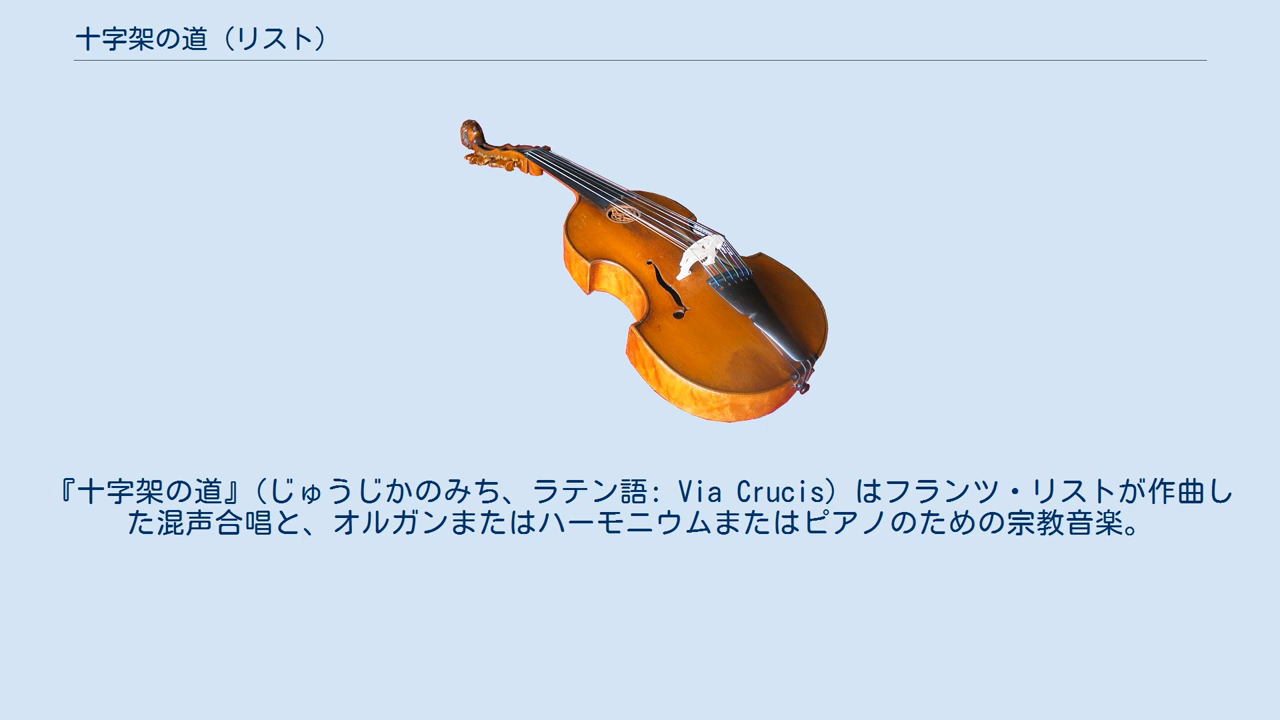 十字架の道（リスト）
『十字架の道』（じゅうじかのみち、ラテン語: Via Crucis）はフランツ・リストが作曲し
た混声合唱と、オルガンまたはハーモニウムまたはピアノのための宗教音楽。